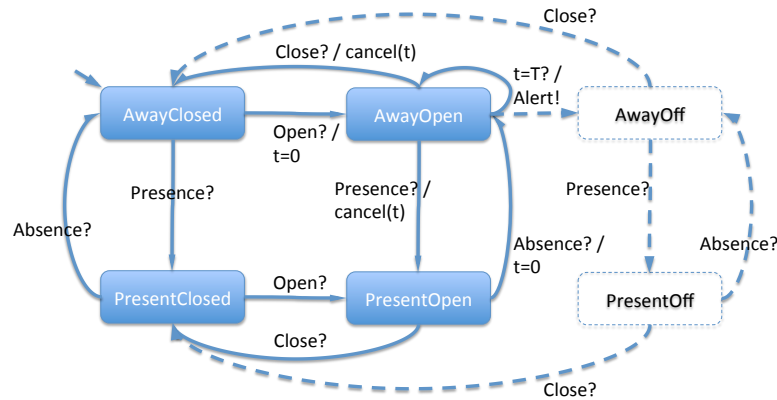 Close?
Close? / cancel(t)
t=T? /
Alert!
AwayClosed
AwayOpen
AwayOff
Open? /
t=0
Presence?
Presence? /
cancel(t)
Presence?
Absence?
Absence? /
t=0
Absence?
PresentClosed
Open?
PresentOpen
PresentOff
Close?
Close?